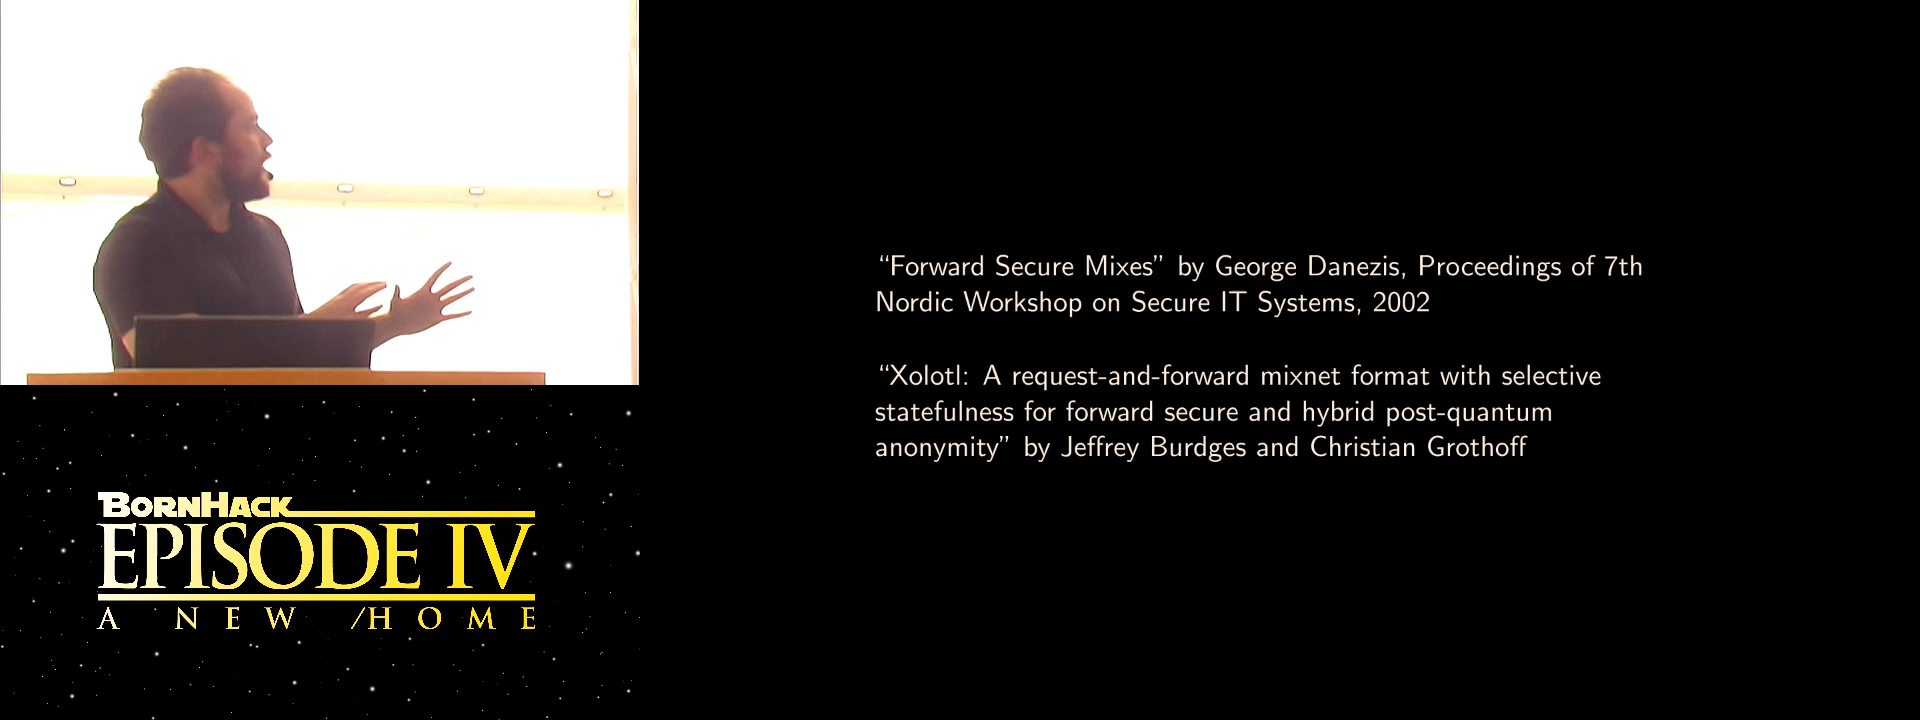 BORNHACK
EPISODE IV
A NEW /HOME
“Forward Secure Mixes” by George Danezis, Proceedings of 7th
Nordic Workshop on Secure IT Systems, 2002
“Xolotl: A request-and-forward mixnet format with selective
statefulness for forward secure and hybrid post-quantum
anonymity” by Jeffrey Burdges and Christian Grothoff